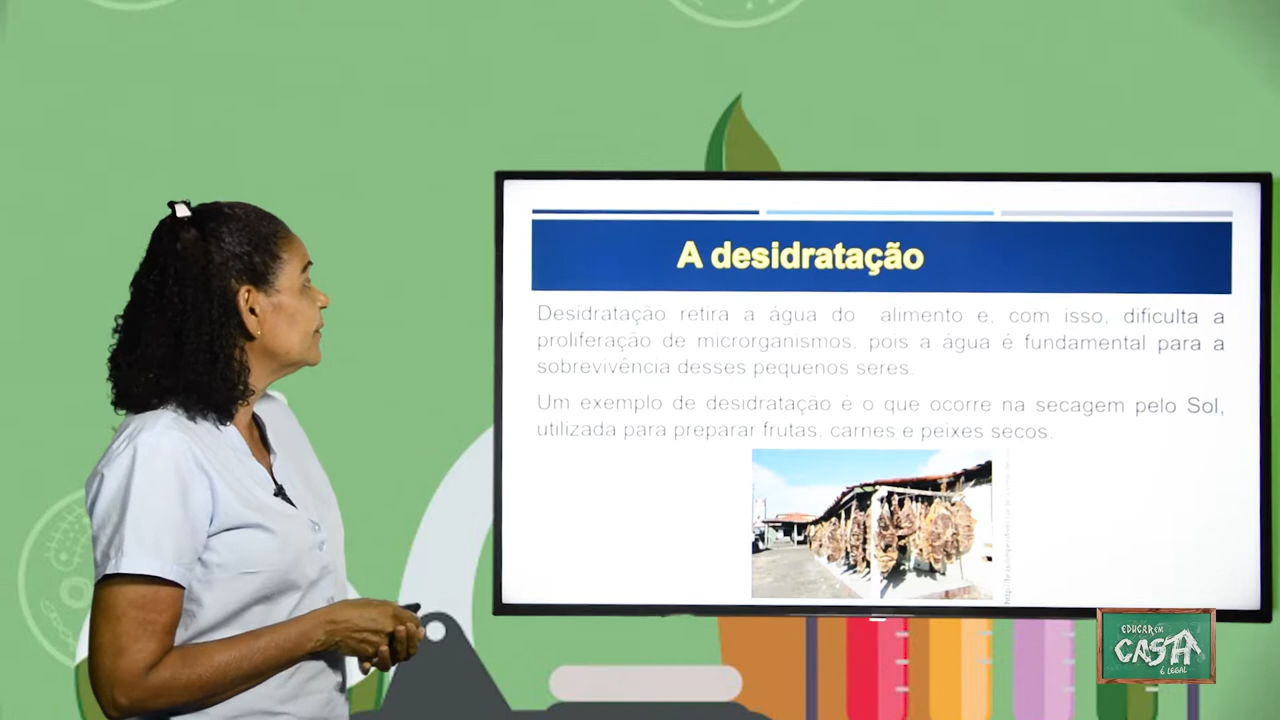 A desidratação
Desidratação retira a água do alimento e, com isso, dificulta a
proliferação de microrganismos, pois a água é fundamental para a
sobrevivência desses pequenos seres.
Um exemplo de desidratação é o que ocorre na secagem pelo Sol,
utilizada para preparar frutas, carnes e peixes secos.
EDUCAR EM
CASA
É LEGAL